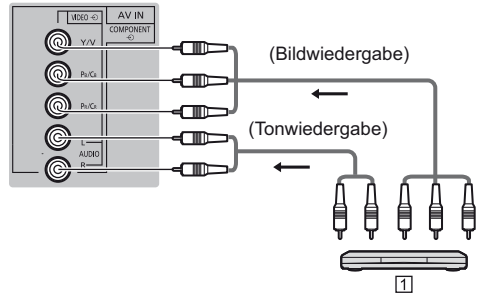 VIDEO AV IN
COMPONENT
Y/V
(Bildwiedergabe)
PB/CB
PR/CR
(Tonwiedergabe)
L
AUDIO
R
1